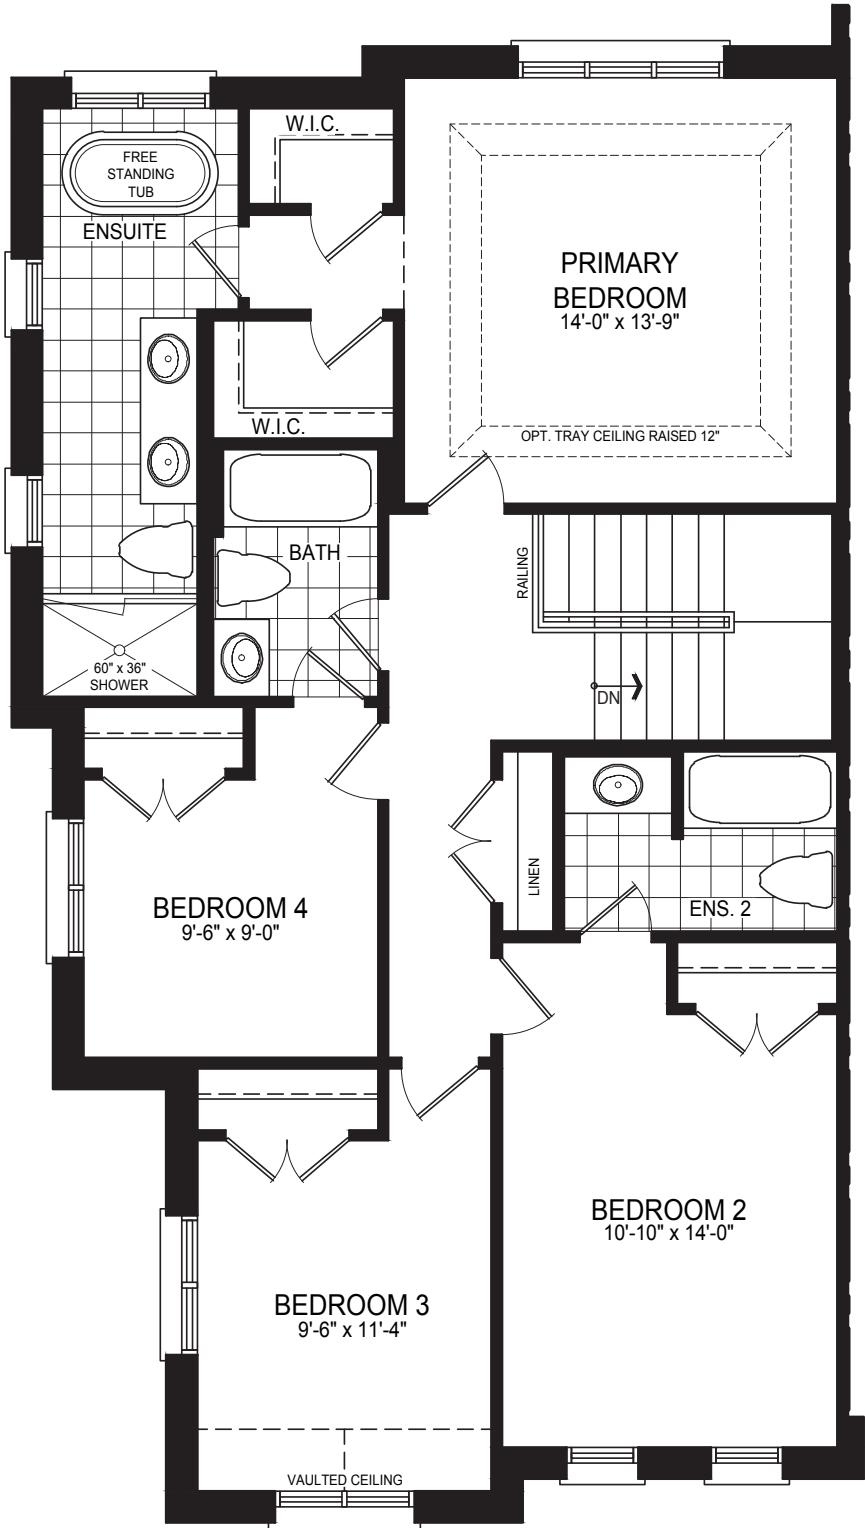 W.I.C.
FREE
STANDING
TUB
ENSUITE
PRIMARY
BEDROOM
14'-0" x 13'-9"
W.I.C.
OPT. TRAY CEILING RAISED 12"
BATH
RAILING
60" x 36"
SHOWER
DN
LINEN
ENS. 2
BEDROOM 4
9'-6" x 9'-0"
BEDROOM 2
10'-10" x 14'-0"
BEDROOM 3
9'-6" x 11'-4"
VAULTED CEILING